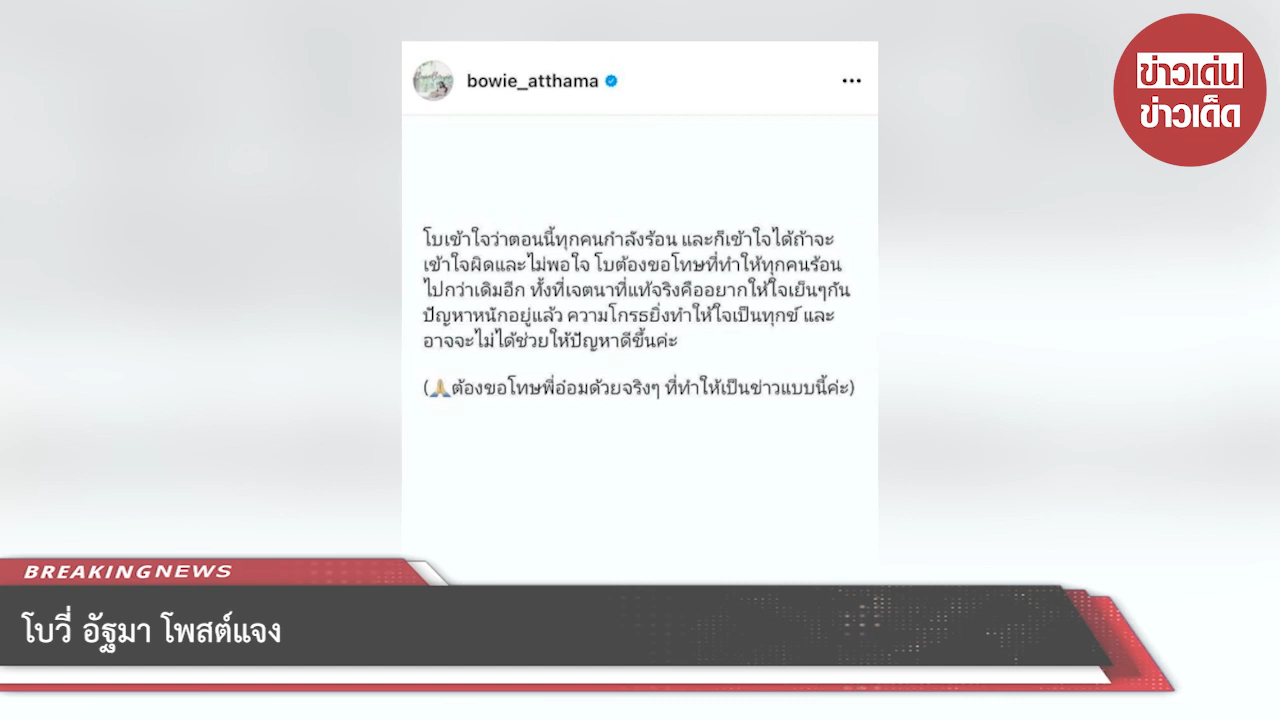 ข่าวเด่น
ข่าวเด็ด
bowie_atthama
โบเข้าใจว่าตอนนี้ทุกคนกำลังร้อน และก็เข้าใจได้ถ้าจะ
เข้าใจผิดและไม่พอใจ โบต้องขอโทษที่ทำให้ทุกคนร้อน
ไปกว่าเดิมอีก ทั้งที่เจตนาที่แท้จริงคืออยากให้ใจเย็นๆกัน
ปัญหาหนักอยู่แล้ว ความโกรธยิ่งทำให้ใจเป็นทุกข์ และ
อาจจะไม่ได้ช่วยให้ปัญหาดีขึ้นค่ะ
(🙏ต้องขอโทษพี่อ๋อมด้วยจริงๆ ที่ทำให้เป็นข่าวแบบนี้ค่ะ)
BREAKINGNEWS
โบวี่ อัฐมา โพสต์แจง